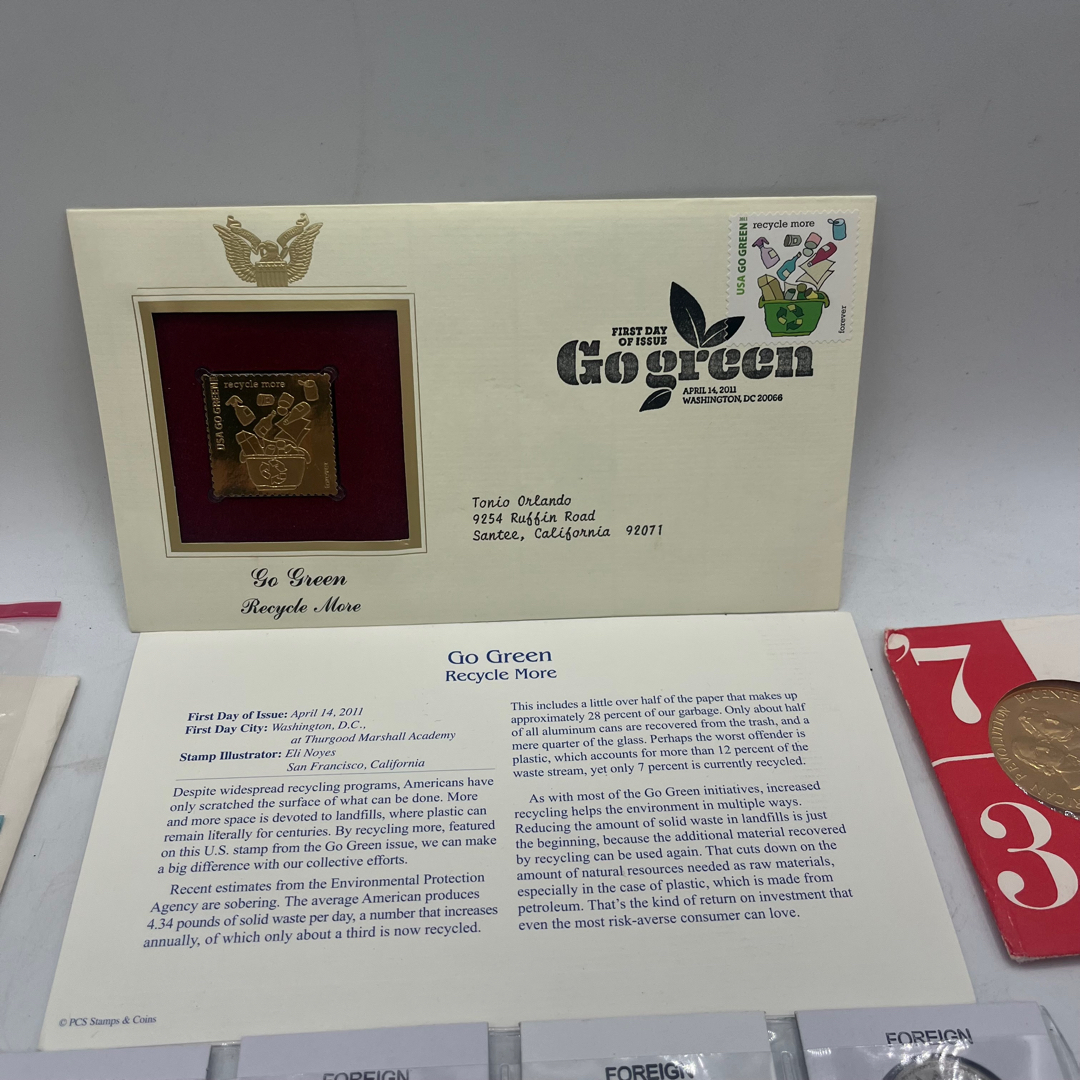 recycle more
USA GO GREEN
2011
forever
FIRST DAY
OF ISSUE
Go green
APRIL 14, 2011
WASHINGTON, DC 20066
recycle more
USA GO GREEN
forever
Tonio Orlando
9254 Ruffin Road
Santee, California 92071
Go Green
Recycle More
Go Green
Recycle More
First Day of Issue: April 14, 2011
First Day City: Washington, D.C.,
at Thurgood Marshall Academy
Stamp Illustrator: Eli Noyes
San Francisco, California
Despite widespread recycling programs, Americans have
only scratched the surface of what can be done. More
and more space is devoted to landfills, where plastic can
remain literally for centuries. By recycling more, featured
on this U.S. stamp from the Go Green issue, we can make
a big difference with our collective efforts.
Recent estimates from the Environmental Protection
Agency are sobering. The average American produces
4.34 pounds of solid waste per day, a number that increases
annually, of which only about a third is now recycled.
This includes a little over half of the paper that makes up
approximately 28 percent of our garbage. Only about half
of all aluminum cans are recovered from the trash, and a
mere quarter of the glass. Perhaps the worst offender is
plastic, which accounts for more than 12 percent of the
waste stream, yet only 7 percent is currently recycled.
As with most of the Go Green initiatives, increased
recycling helps the environment in multiple ways.
Reducing the amount of solid waste in landfills is just
the beginning, because the additional material recovered
by recycling can be used again. That cuts down on the
amount of natural resources needed as raw materials,
especially in the case of plastic, which is made from
petroleum. That's the kind of return on investment that
even the most risk-averse consumer can love.
© PCS Stamps & Coins
'7
3
FOREIGN
FOREIGN
FOREIGN